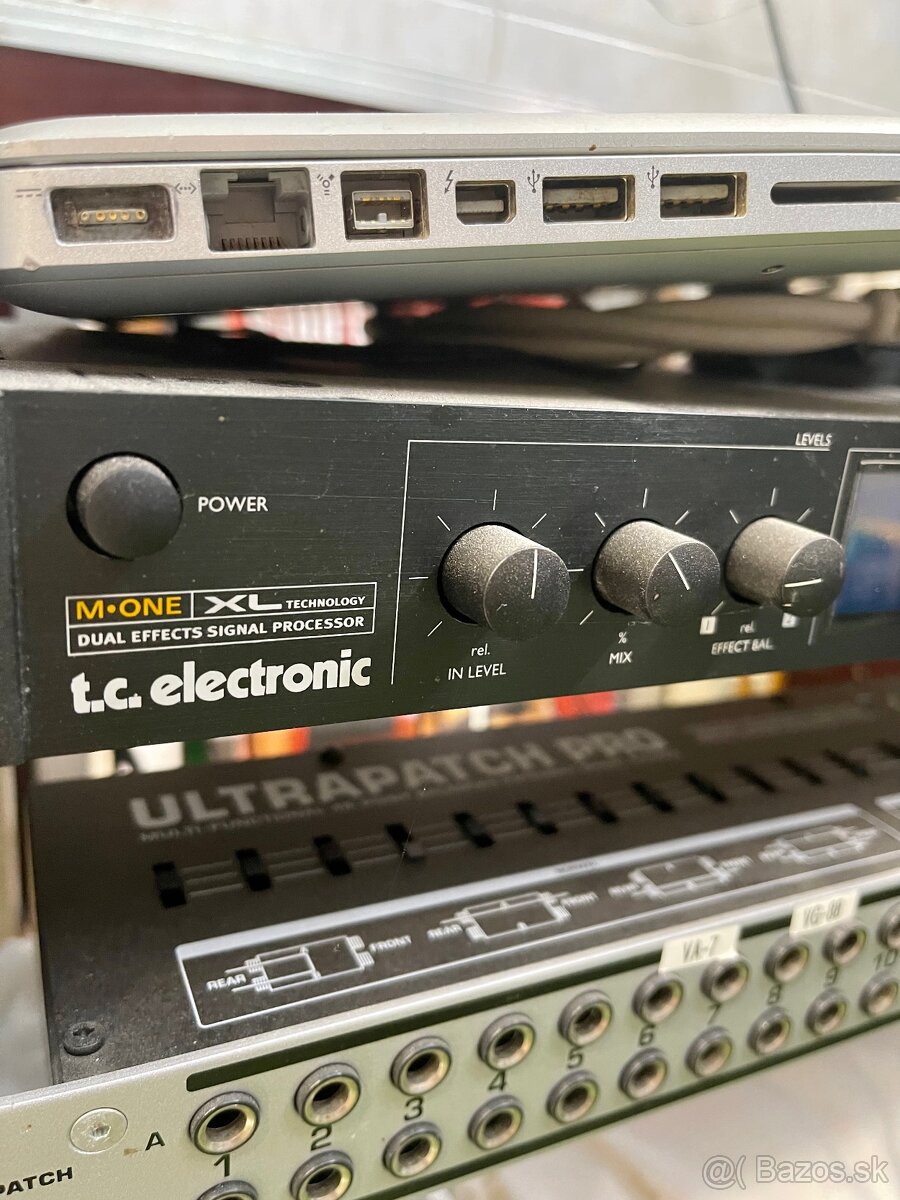 LEVELS
POWER
M•ONE XL TECHNOLOGY
DUAL EFFECTS SIGNAL PROCESSOR
t.c. electronic
rel.
IN LEVEL
%
MIX
1 rel. 2
EFFECT BAL.
ULTRAPATCH PRO
REAR FRONT REAR
VA-7 VG-88
A
1 2 3 4 5 6 7 8 9 10
PATCH
@( Bazos.sk